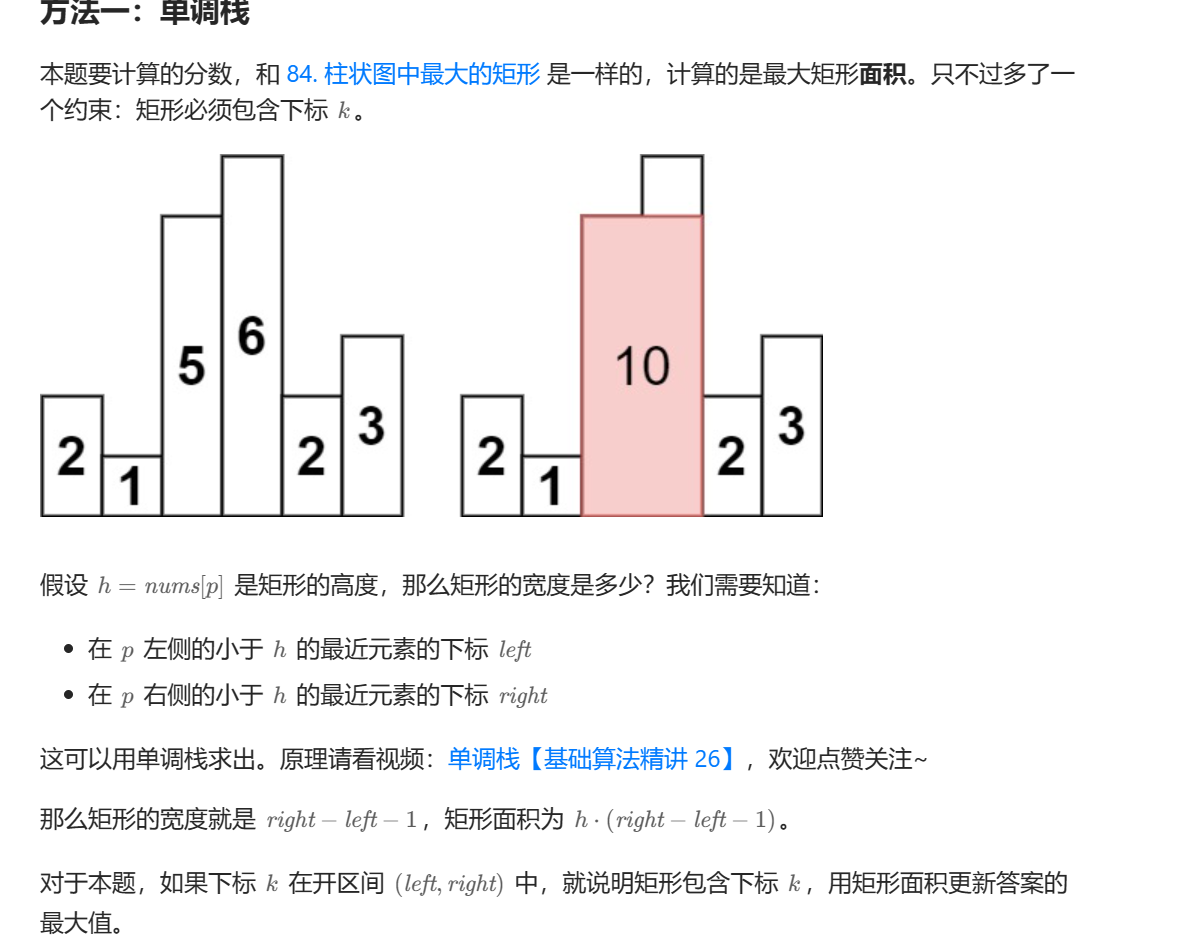 方法一：单调栈
本题要计算的分数，和 84. 柱状图中最大的矩形 是一样的，计算的是最大矩形面积。只不过多了一
个约束：矩形必须包含下标 k。
2 1 5 6 2 3
2 1 10 2 3
假设 h = nums[p] 是矩形的高度，那么矩形的宽度是多少？我们需要知道：
• 在 p 左侧的小于 h 的最近元素的下标 left
• 在 p 右侧的小于 h 的最近元素的下标 right
这可以用单调栈求出。原理请看视频：单调栈【基础算法精讲 26】，欢迎点赞关注~
那么矩形的宽度就是 right − left − 1，矩形面积为 h · (right − left − 1)。
对于本题，如果下标 k 在开区间 (left, right) 中，就说明矩形包含下标 k，用矩形面积更新答案的
最大值。